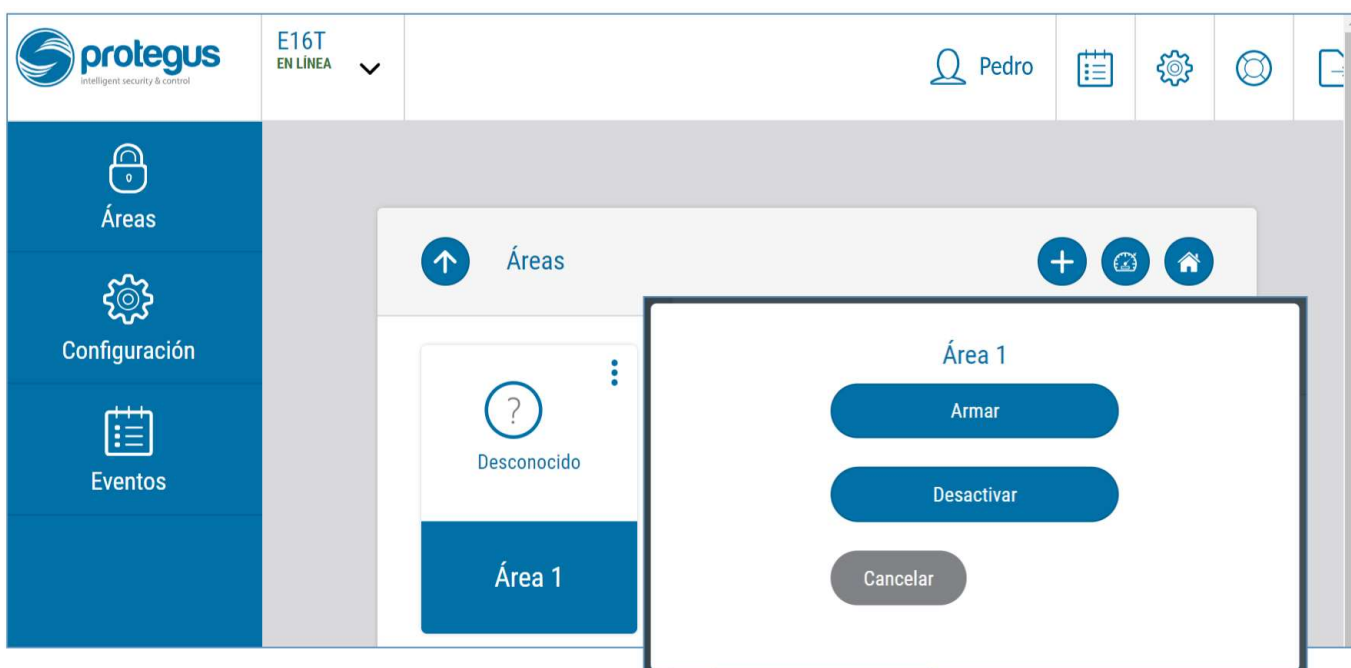 protegus
intelligent security & control
E16T
EN LÍNEA
Pedro
Áreas
Configuración
Eventos
Áreas
?
Desconocido
Área 1
Área 1
Armar
Desactivar
Cancelar